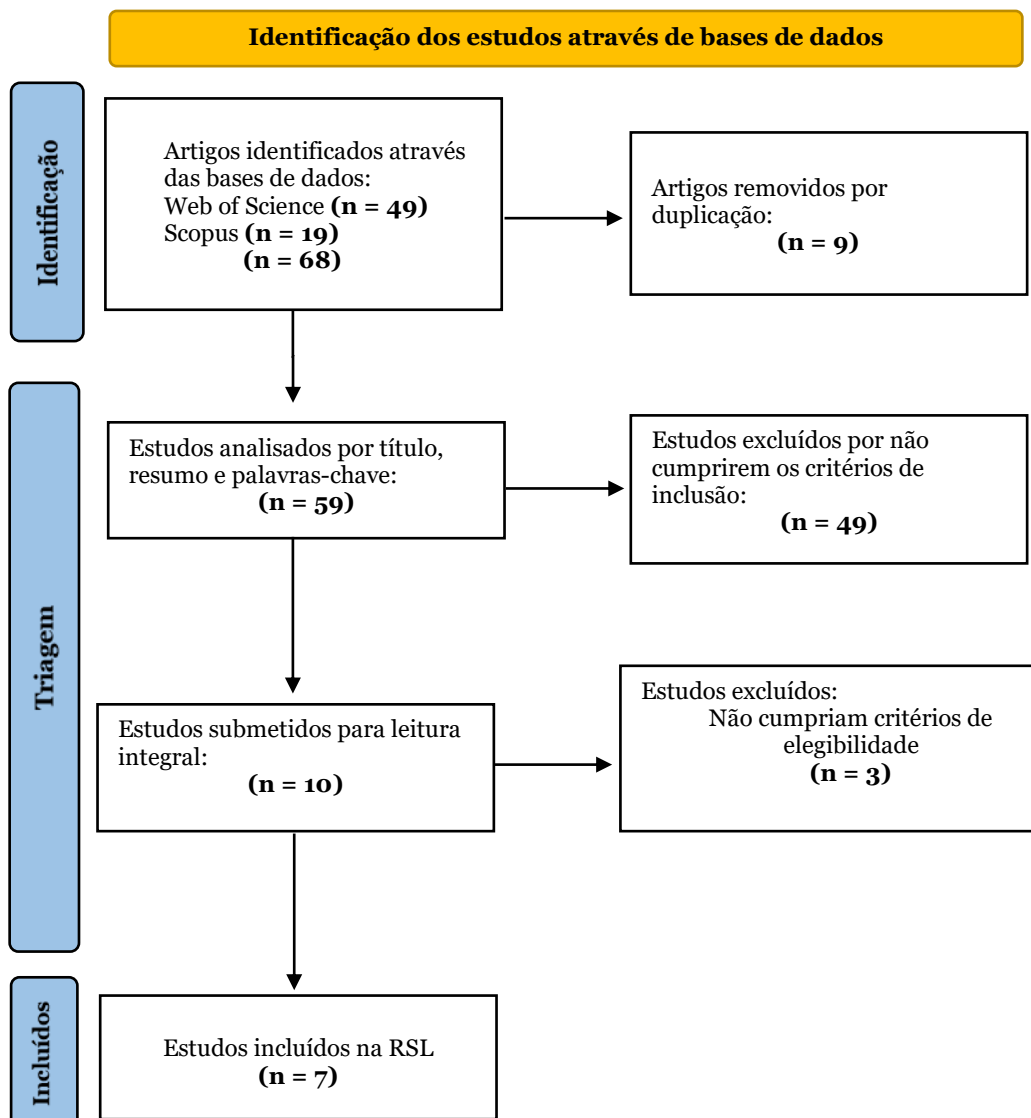 Identificação dos estudos através de bases de dados
Identificação
Artigos identificados através
das bases de dados:
Web of Science (n = 49)
Scopus (n = 19)
(n = 68)
Artigos removidos por
duplicação:
(n = 9)
Triagem
Estudos analisados por título,
resumo e palavras-chave:
(n = 59)
Estudos excluídos por não
cumprirem os critérios de
inclusão:
(n = 49)
Estudos submetidos para leitura
integral:
(n = 10)
Estudos excluídos:
Não cumpriam critérios de
elegibilidade
(n = 3)
Incluídos
Estudos incluídos na RSL
(n = 7)